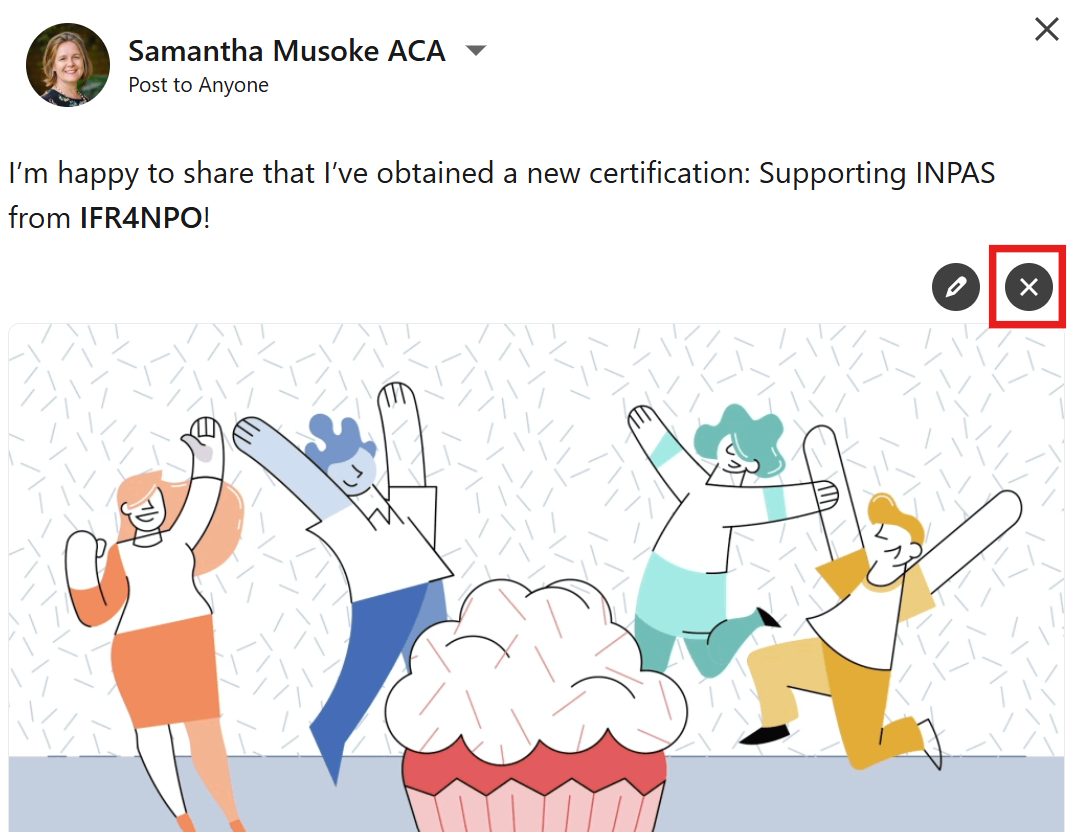 Samantha Musoke ACA
Post to Anyone
I’m happy to share that I’ve obtained a new certification: Supporting INPAS
from IFR4NPO!